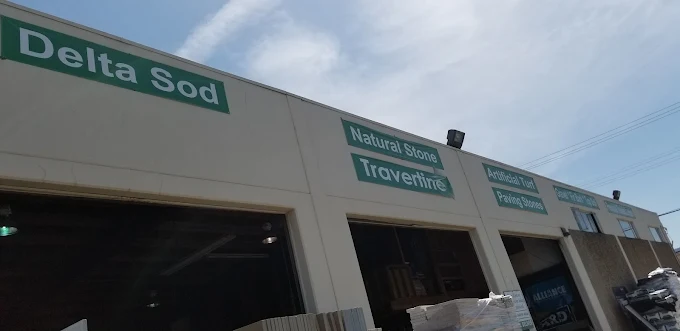 Delta Sod
Natural Stone
Travertine
Artificial Turf
Paving Stones